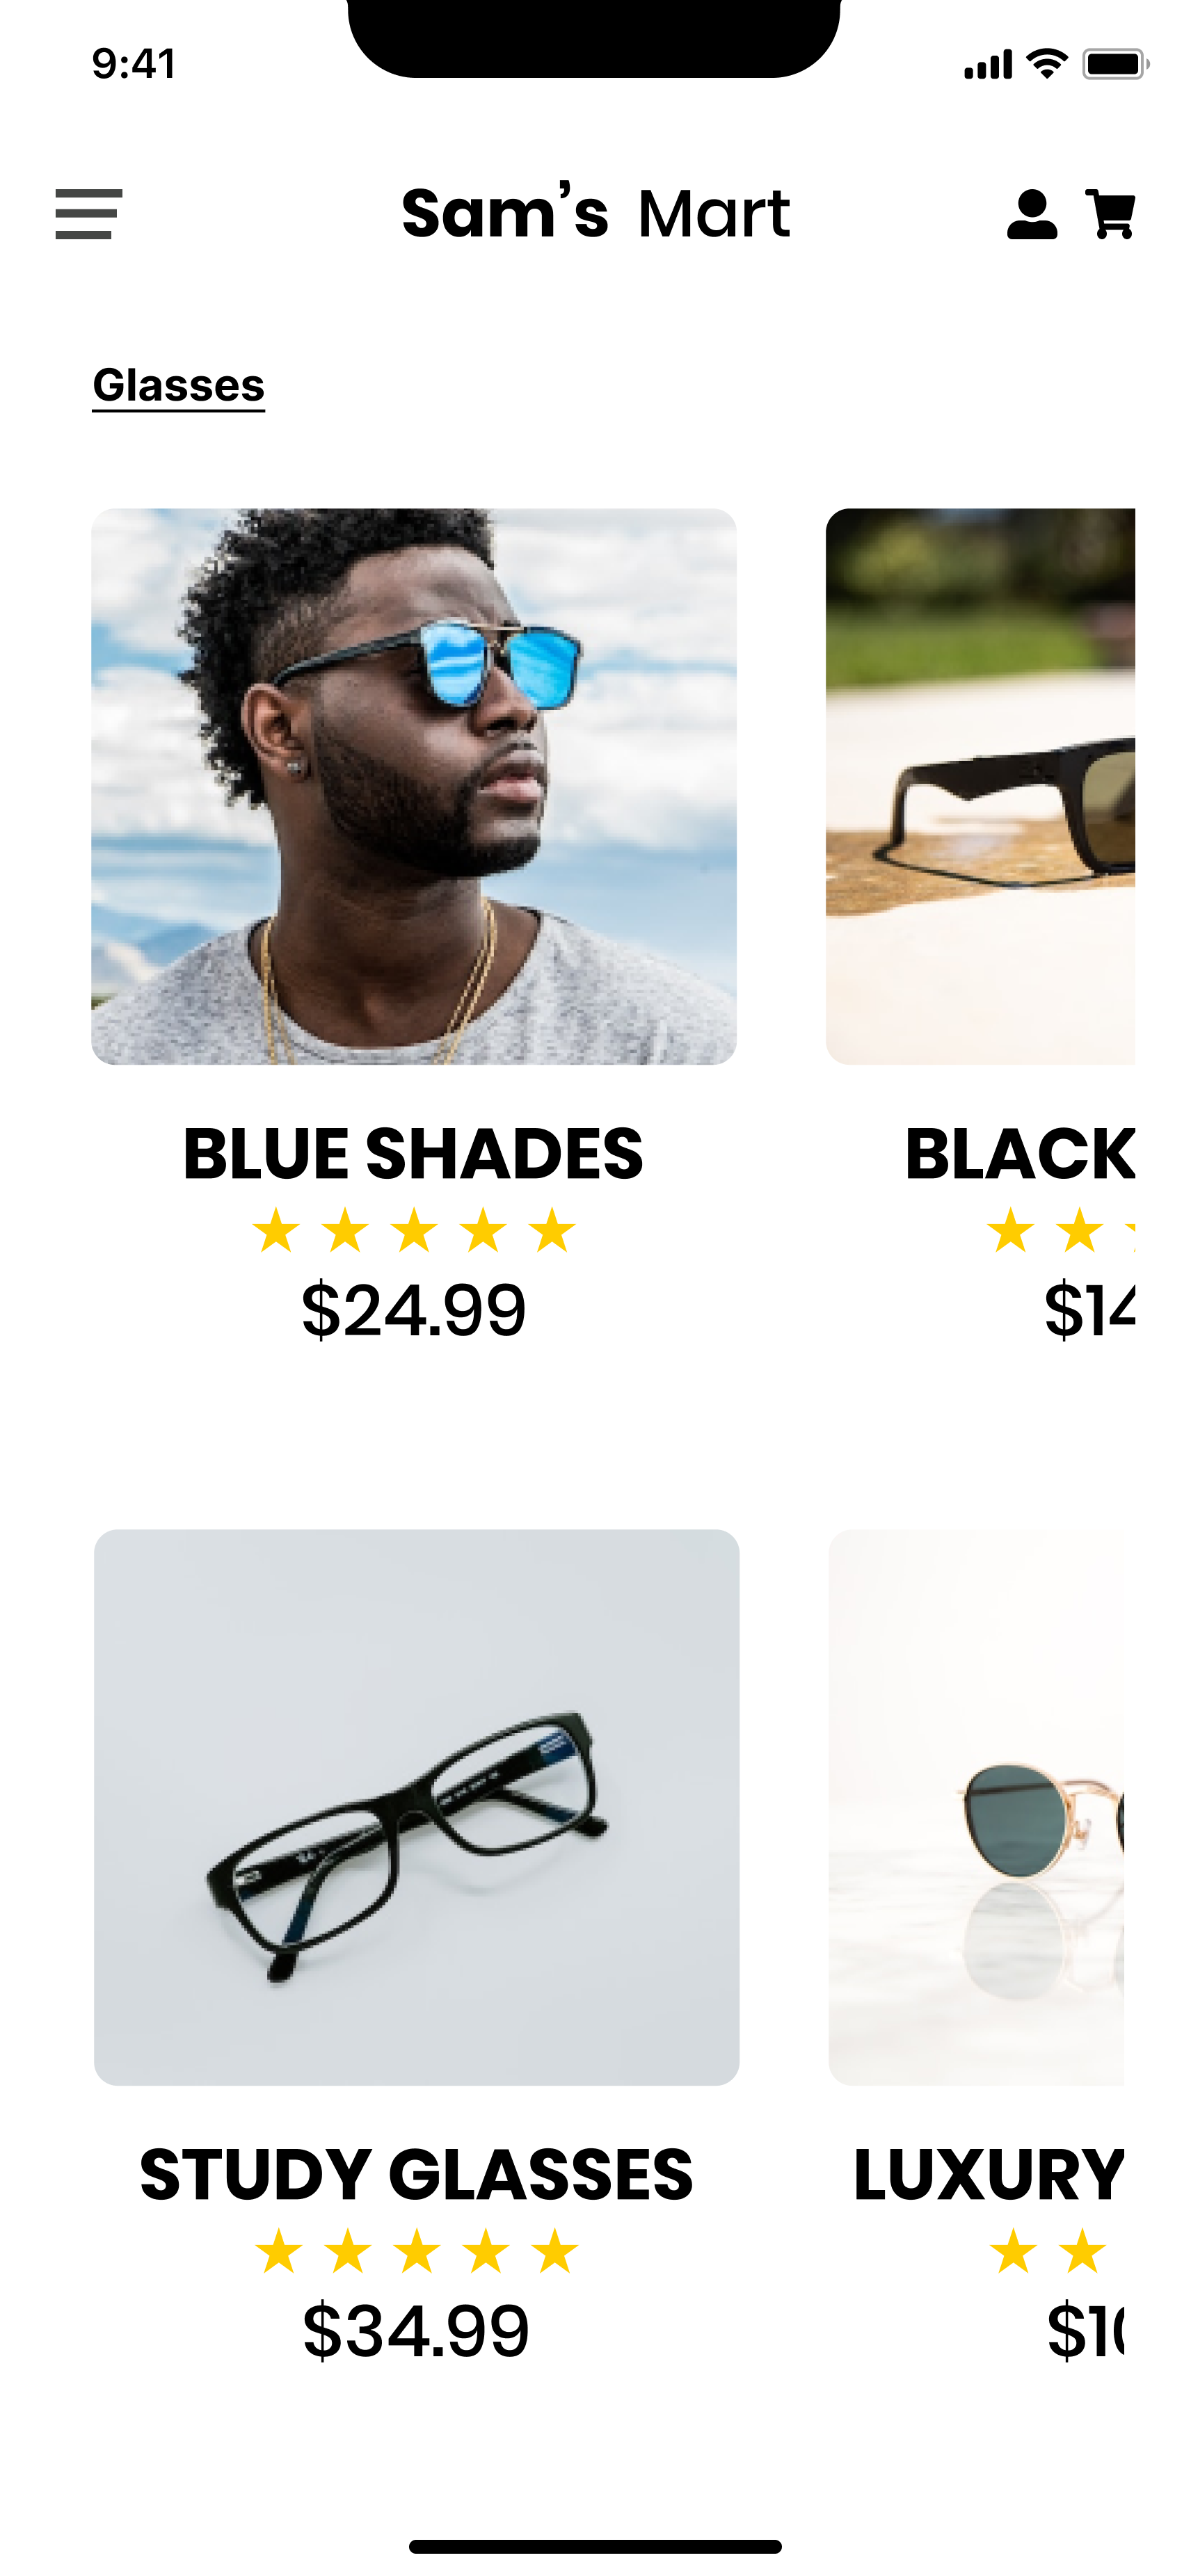 9:41
Sam's Mart
Glasses
BLUE SHADES
$24.99
BLACK
STUDY GLASSES
$34.99
LUXURY